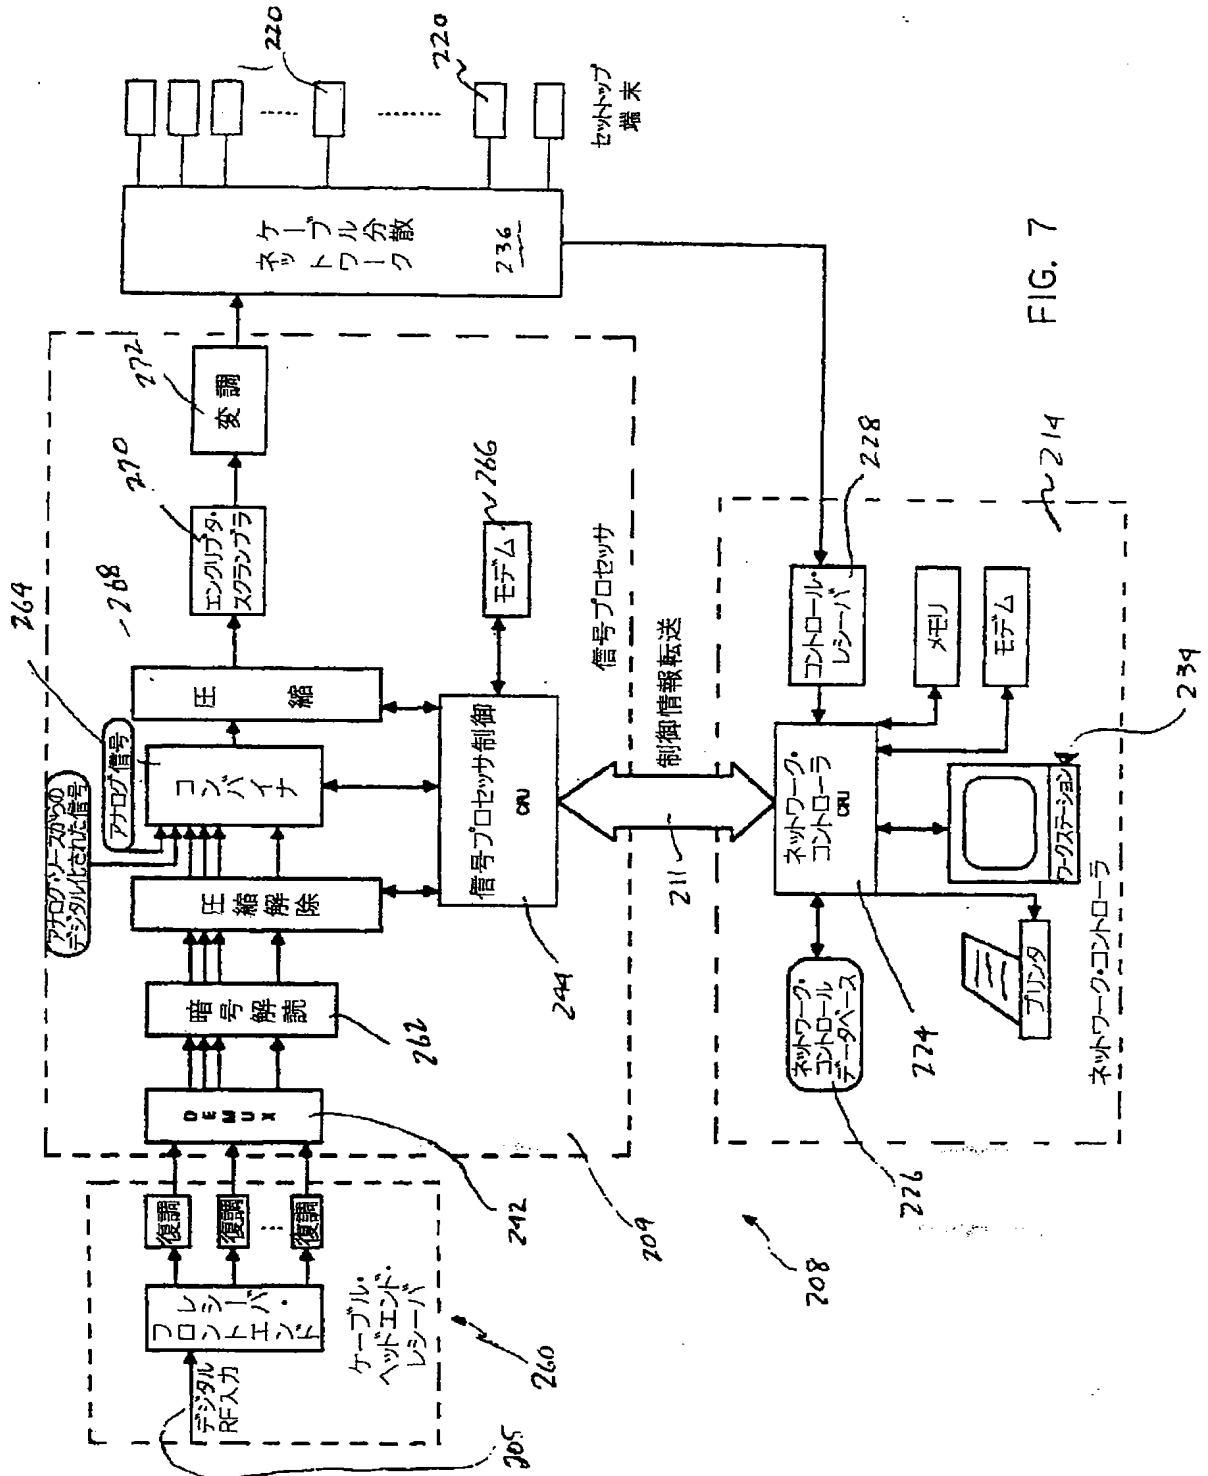 デジタル
RF入力
205
レシーバ・
フロントエンド
復調
復調
復調
ケーブル・
ヘッドエンド・
レシーバ
260
DEMUX
242
暗号解読
262
圧縮解除
アナログ・ソースからの
デジタル化された信号
アナログ信号
264
コンバイナ
圧縮
268
エンクリプタ・
スクランブラ
270
変調
272
信号プロセッサ制御
CPU
244
モデム
266
信号プロセッサ
209
ケーブル分散
ネットワーク
236
220
220
セットトップ
端末
制御情報転送
211
208
ネットワーク・
コントロール
データベース
226
ネットワーク・
コントローラ
CPU
224
コントロール・
レシーバ
228
メモリ
モデム
ワークステーション
234
プリンタ
ネットワーク・コントローラ
214
FIG. 7